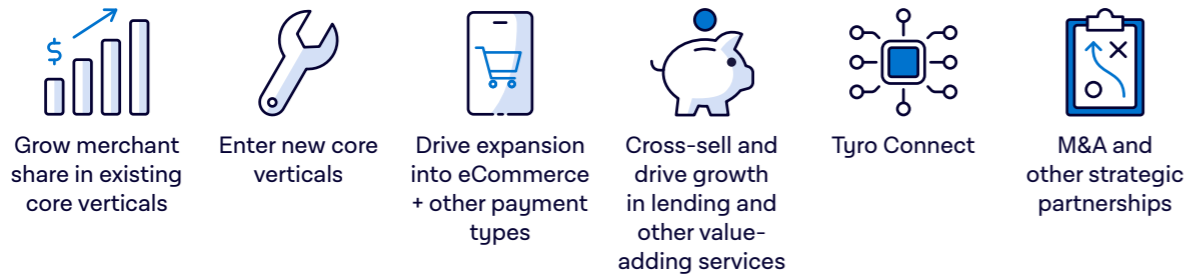 $
Grow merchant
share in existing
core verticals
Enter new core
verticals
Drive expansion
into eCommerce
+ other payment
types
Cross-sell and
drive growth
in lending and
other value-
adding services
Tyro Connect
M&A and
other strategic
partnerships